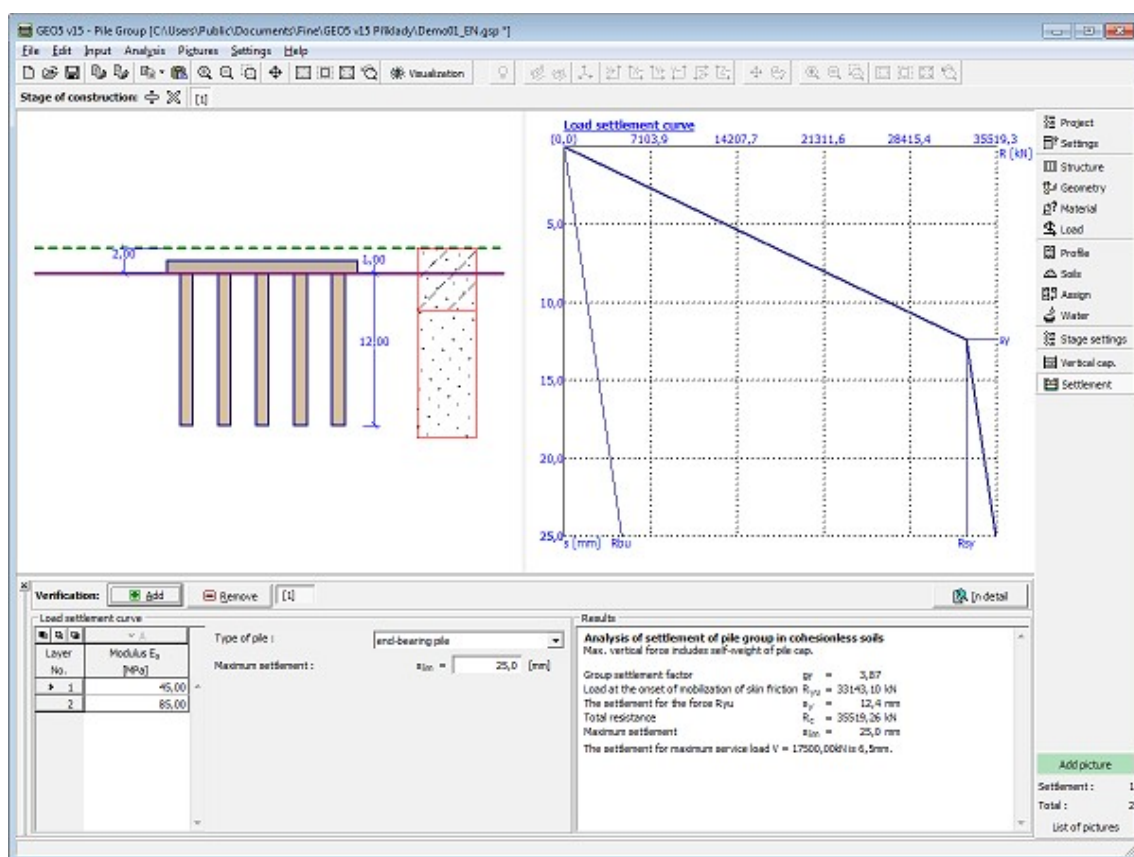 GEO5 v15 - Pile Group [C:\Users\Public\Documents\Fine\GEO5 v15 Příklady\Demo01_EN.gsp *]
File Edit Input Analysis Pictures Settings Help
Visualization
Stage of construction: [1]
Load settlement curve
[0,0] 7103,9 14207,7 21311,6 28415,4 35519,3
R [kN]
5,0
10,0
15,0
20,0
25,0
s [mm] Rbu Rsy
sy
2,00
1,00
12,00
Project
Settings
Structure
Geometry
Material
Load
Profile
Soils
Assign
Water
Stage settings
Vertical cap.
Settlement
Verification: Add Remove [1] In detail
Load settlement curve
Layer No. Modulus Es [MPa]
1 45,00
2 85,00
Type of pile : end-bearing pile
Maximum settlement : slim = 25,0 [mm]
Results
Analysis of settlement of pile group in cohesionless soils
Max. vertical force includes self-weight of pile cap.
Group settlement factor gf = 3,87
Load at the onset of mobilization of skin friction Ryu = 33143,10 kN
The settlement for the force Ryu sy = 12,4 mm
Total resistance Rc = 35519,26 kN
Maximum settlement slim = 25,0 mm
The settlement for maximum service load V = 17500,00kN is 6,5mm.
Add picture
Settlement : 1
Total : 2
List of pictures